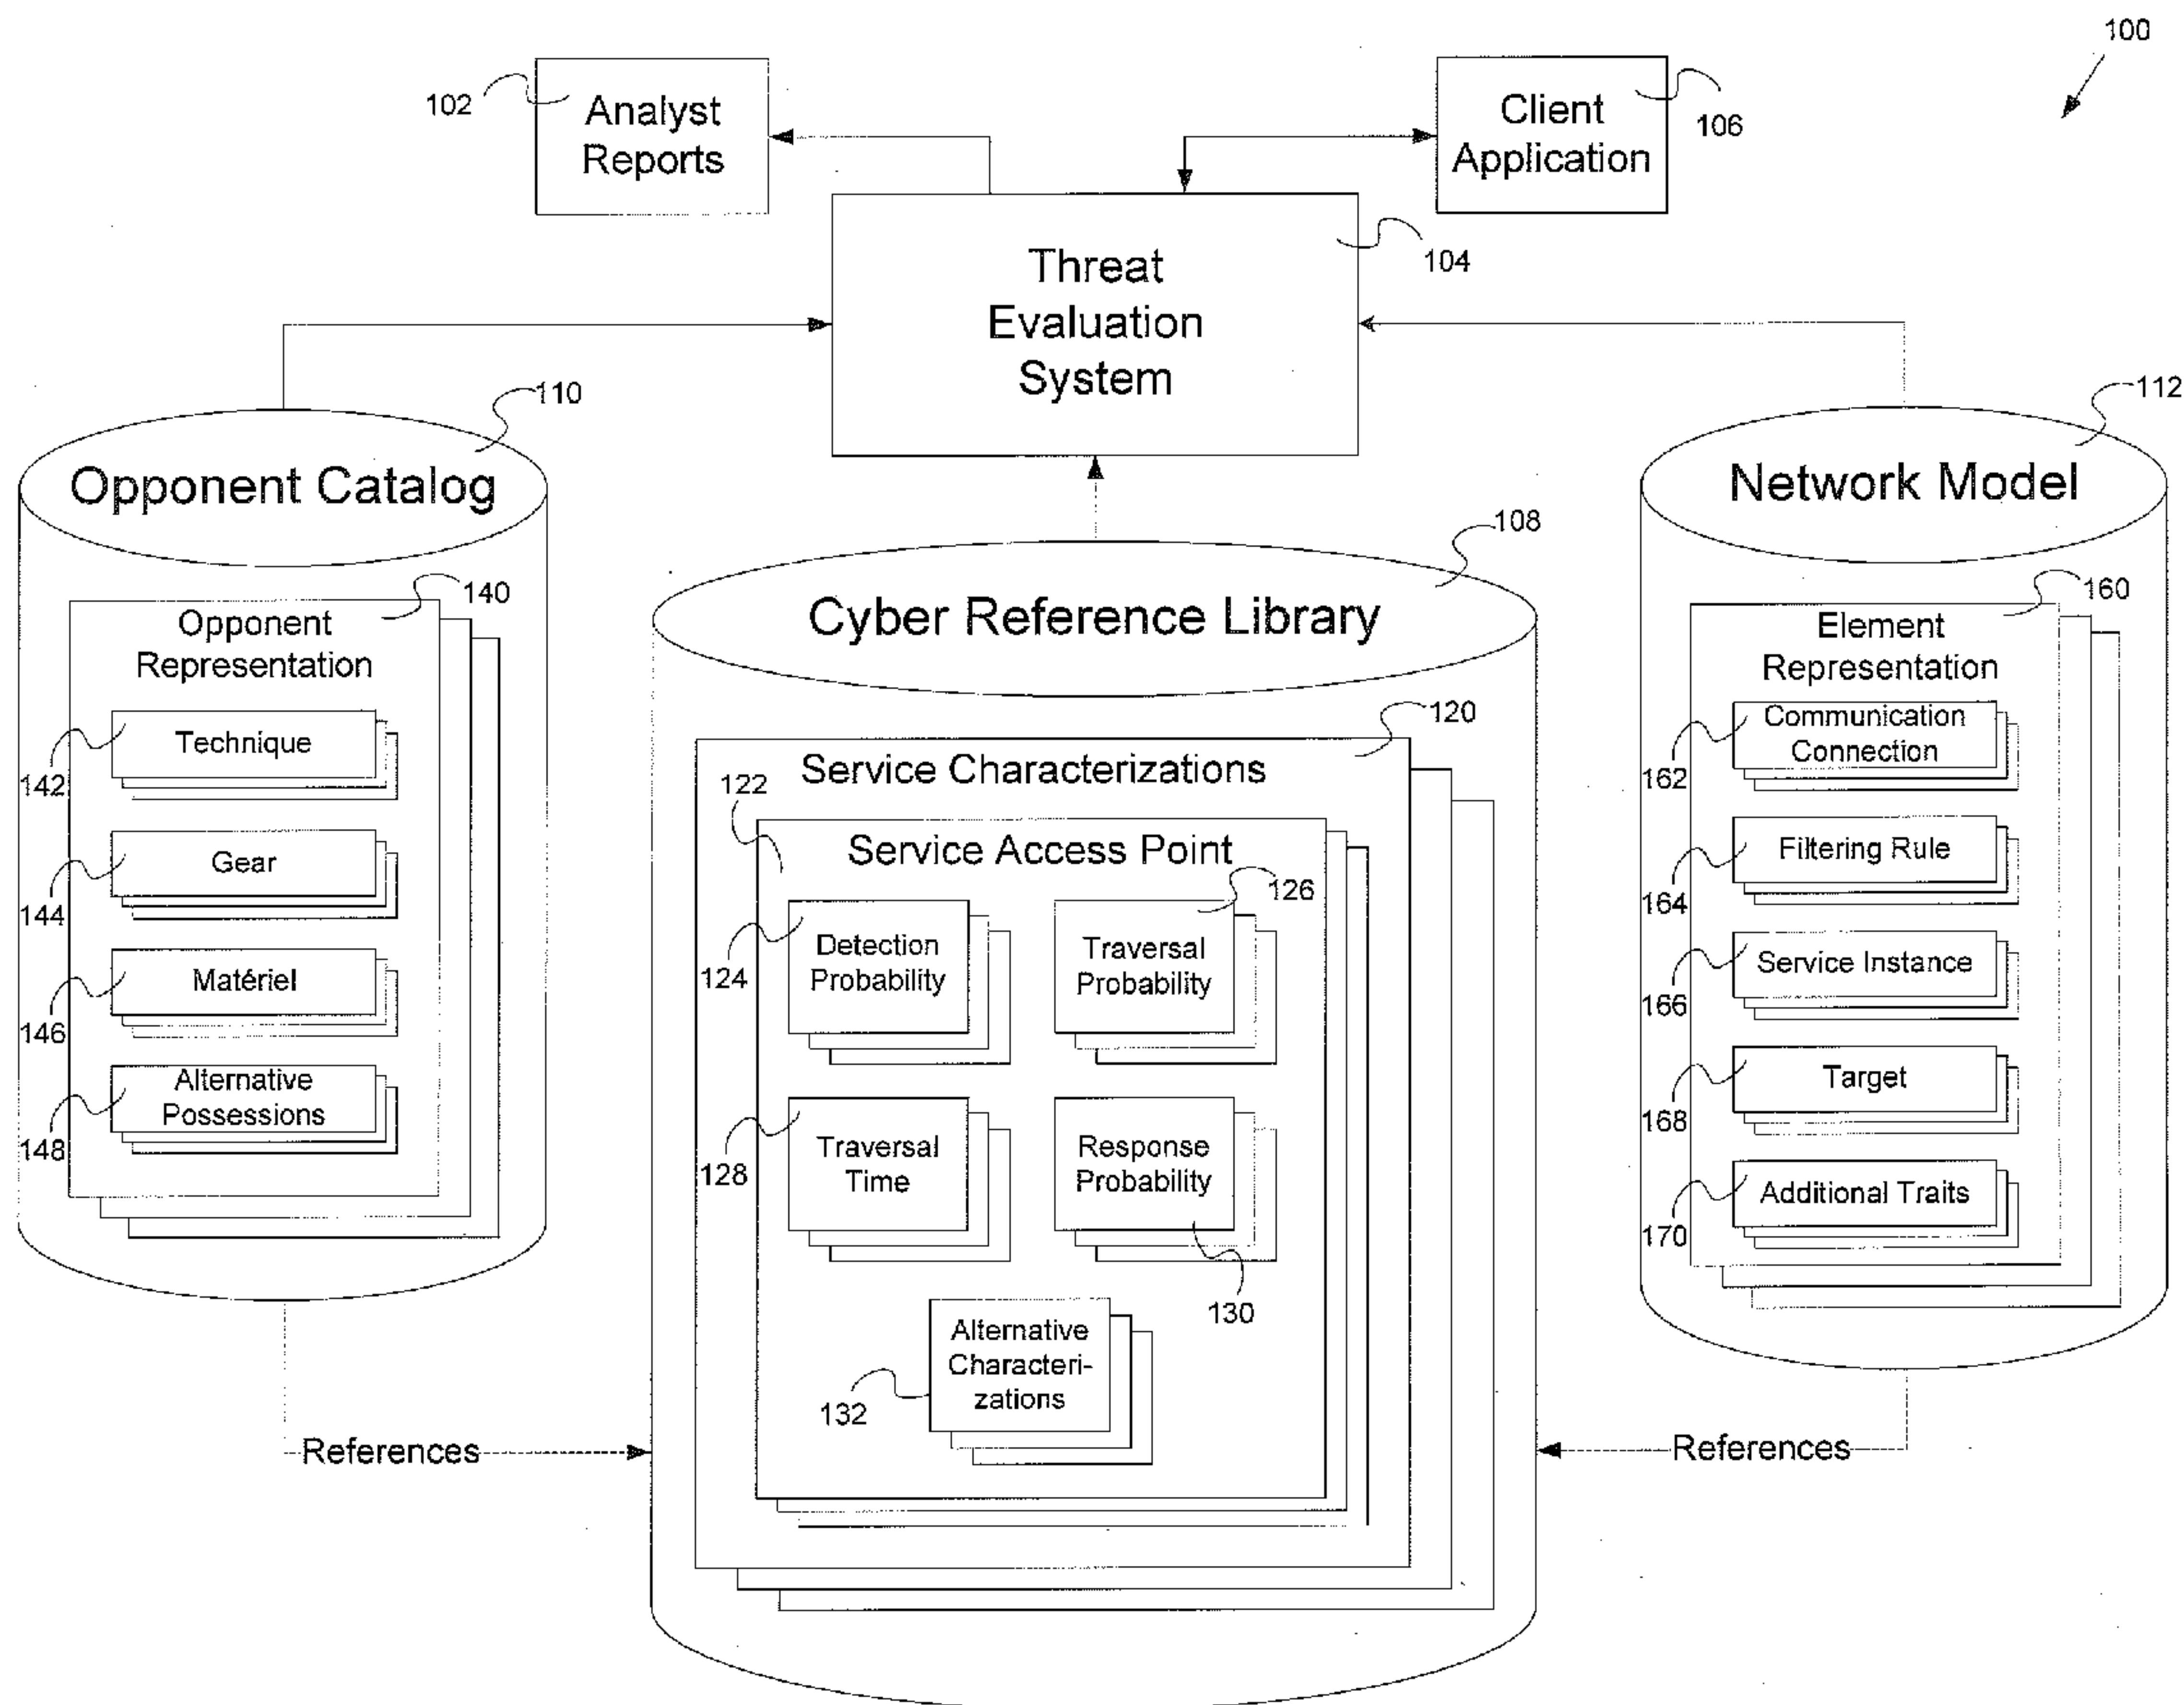 100
102
Analyst
Reports
Client
Application
106
Threat
Evaluation
System
104
110
Opponent Catalog
112
Network Model
108
Cyber Reference Library
140
Opponent
Representation
142
Technique
144
Gear
146
Matériel
148
Alternative
Possessions
120
Service Characterizations
122
Service Access Point
124
Detection
Probability
126
Traversal
Probability
128
Traversal
Time
Response
Probability
130
132
Alternative
Characteri-
zations
160
Element
Representation
162
Communication
Connection
164
Filtering Rule
166
Service Instance
168
Target
170
Additional Traits
References
References